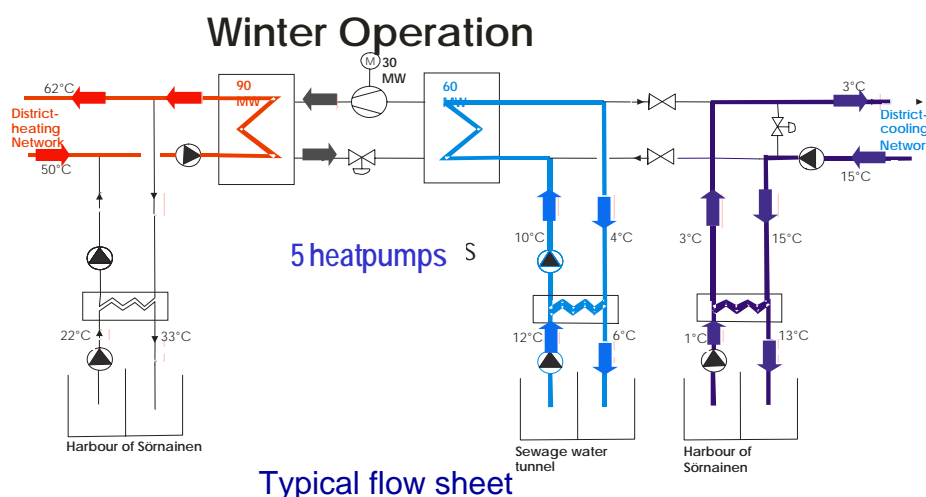 Winter Operation
M
30
MW
62°C
90
MW
60
MW
3°C
District-
heating
Network
District-
cooling
Network
50°C
15°C
10°C
4°C
3°C
15°C
5 heatpumps S
22°C
33°C
12°C
6°C
1°C
13°C
Harbour of Sörnainen
Sewage water
tunnel
Harbour of
Sörnainen
Typical flow sheet